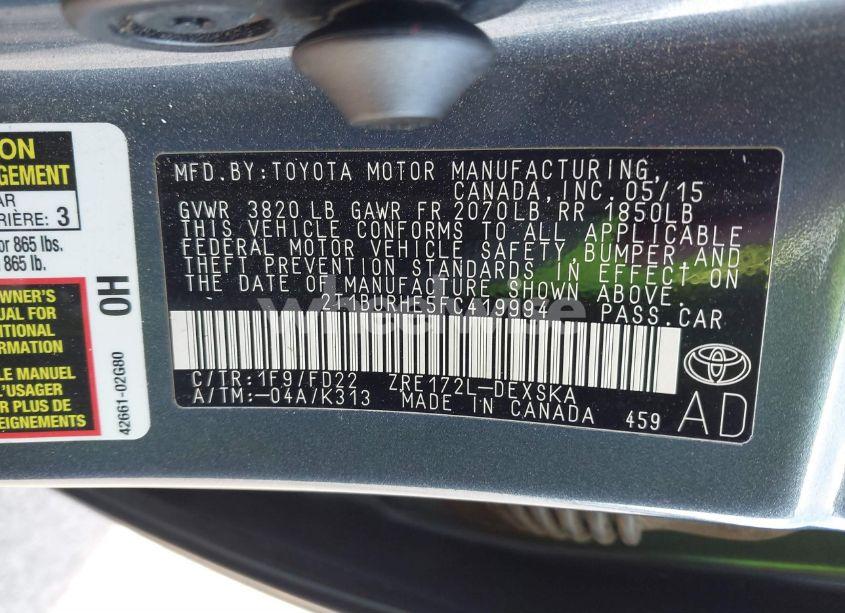 ON
GEMENT
AR
RIÈRE: 3
or 865 lbs.
865 lb.
OWNER'S
UAL FOR
ITIONAL
ORMATION
LE MANUEL
L'USAGER
R PLUS DE
EIGNEMENTS
OH
42661-02G80
MFD.BY:TOYOTA MOTOR MANUFACTURING,
CANADA,INC. 05/15
GVWR 3820 LB GAWR FR 2070LB RR 1850LB
THIS VEHICLE CONFORMS TO ALL APPLICABLE
FEDERAL MOTOR VEHICLE SAFETY,BUMPER,AND
THEFT PREVENTION STANDARDS IN EFFECT ON
THE DATE OF MANUFACTURE SHOWN ABOVE.
2T1BURHE5FC419994
PASS.CAR
C/TR:1F9/FD22 ZRE172L-DEXSKA
A/TM:-04A/K313 MADE IN CANADA 459
AD